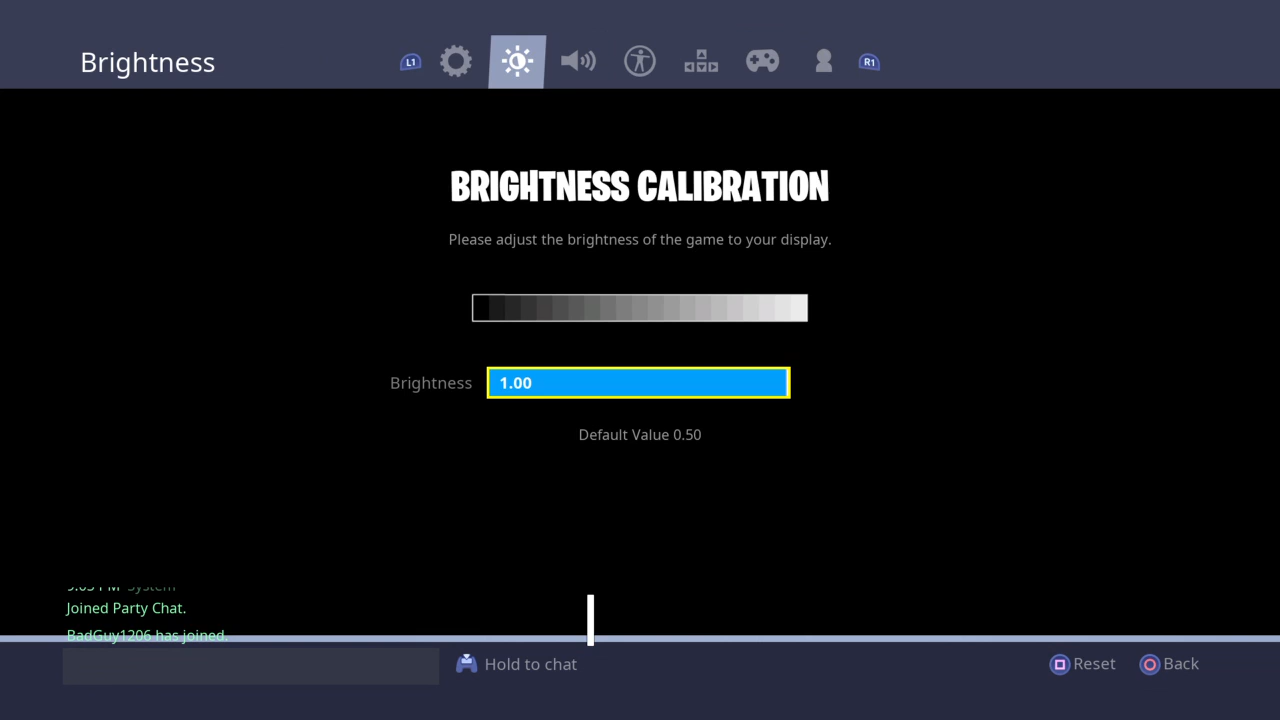 Brightness
L1
R1
BRIGHTNESS CALIBRATION
Please adjust the brightness of the game to your display.
Brightness 1.00
Default Value 0.50
System
Joined Party Chat.
BadGuy1206 has joined.
Hold to chat
Reset
Back